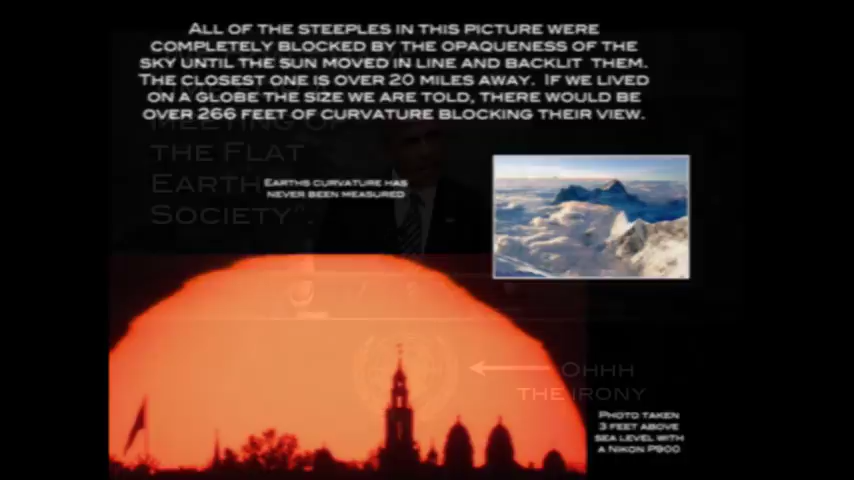 All of the steeples in this picture were
completely blocked by the opaqueness of the
sky until the sun moved in line and backlit them.
The closest one is over 20 miles away. If we lived
on a globe the size we are told, there would be
over 266 feet of curvature blocking their view.
Meeting of
the Flat
Earth
Society".
Earths curvature has
never been measured
Ohhh
the irony
Photo taken
3 feet above
sea level with
a Nikon P900